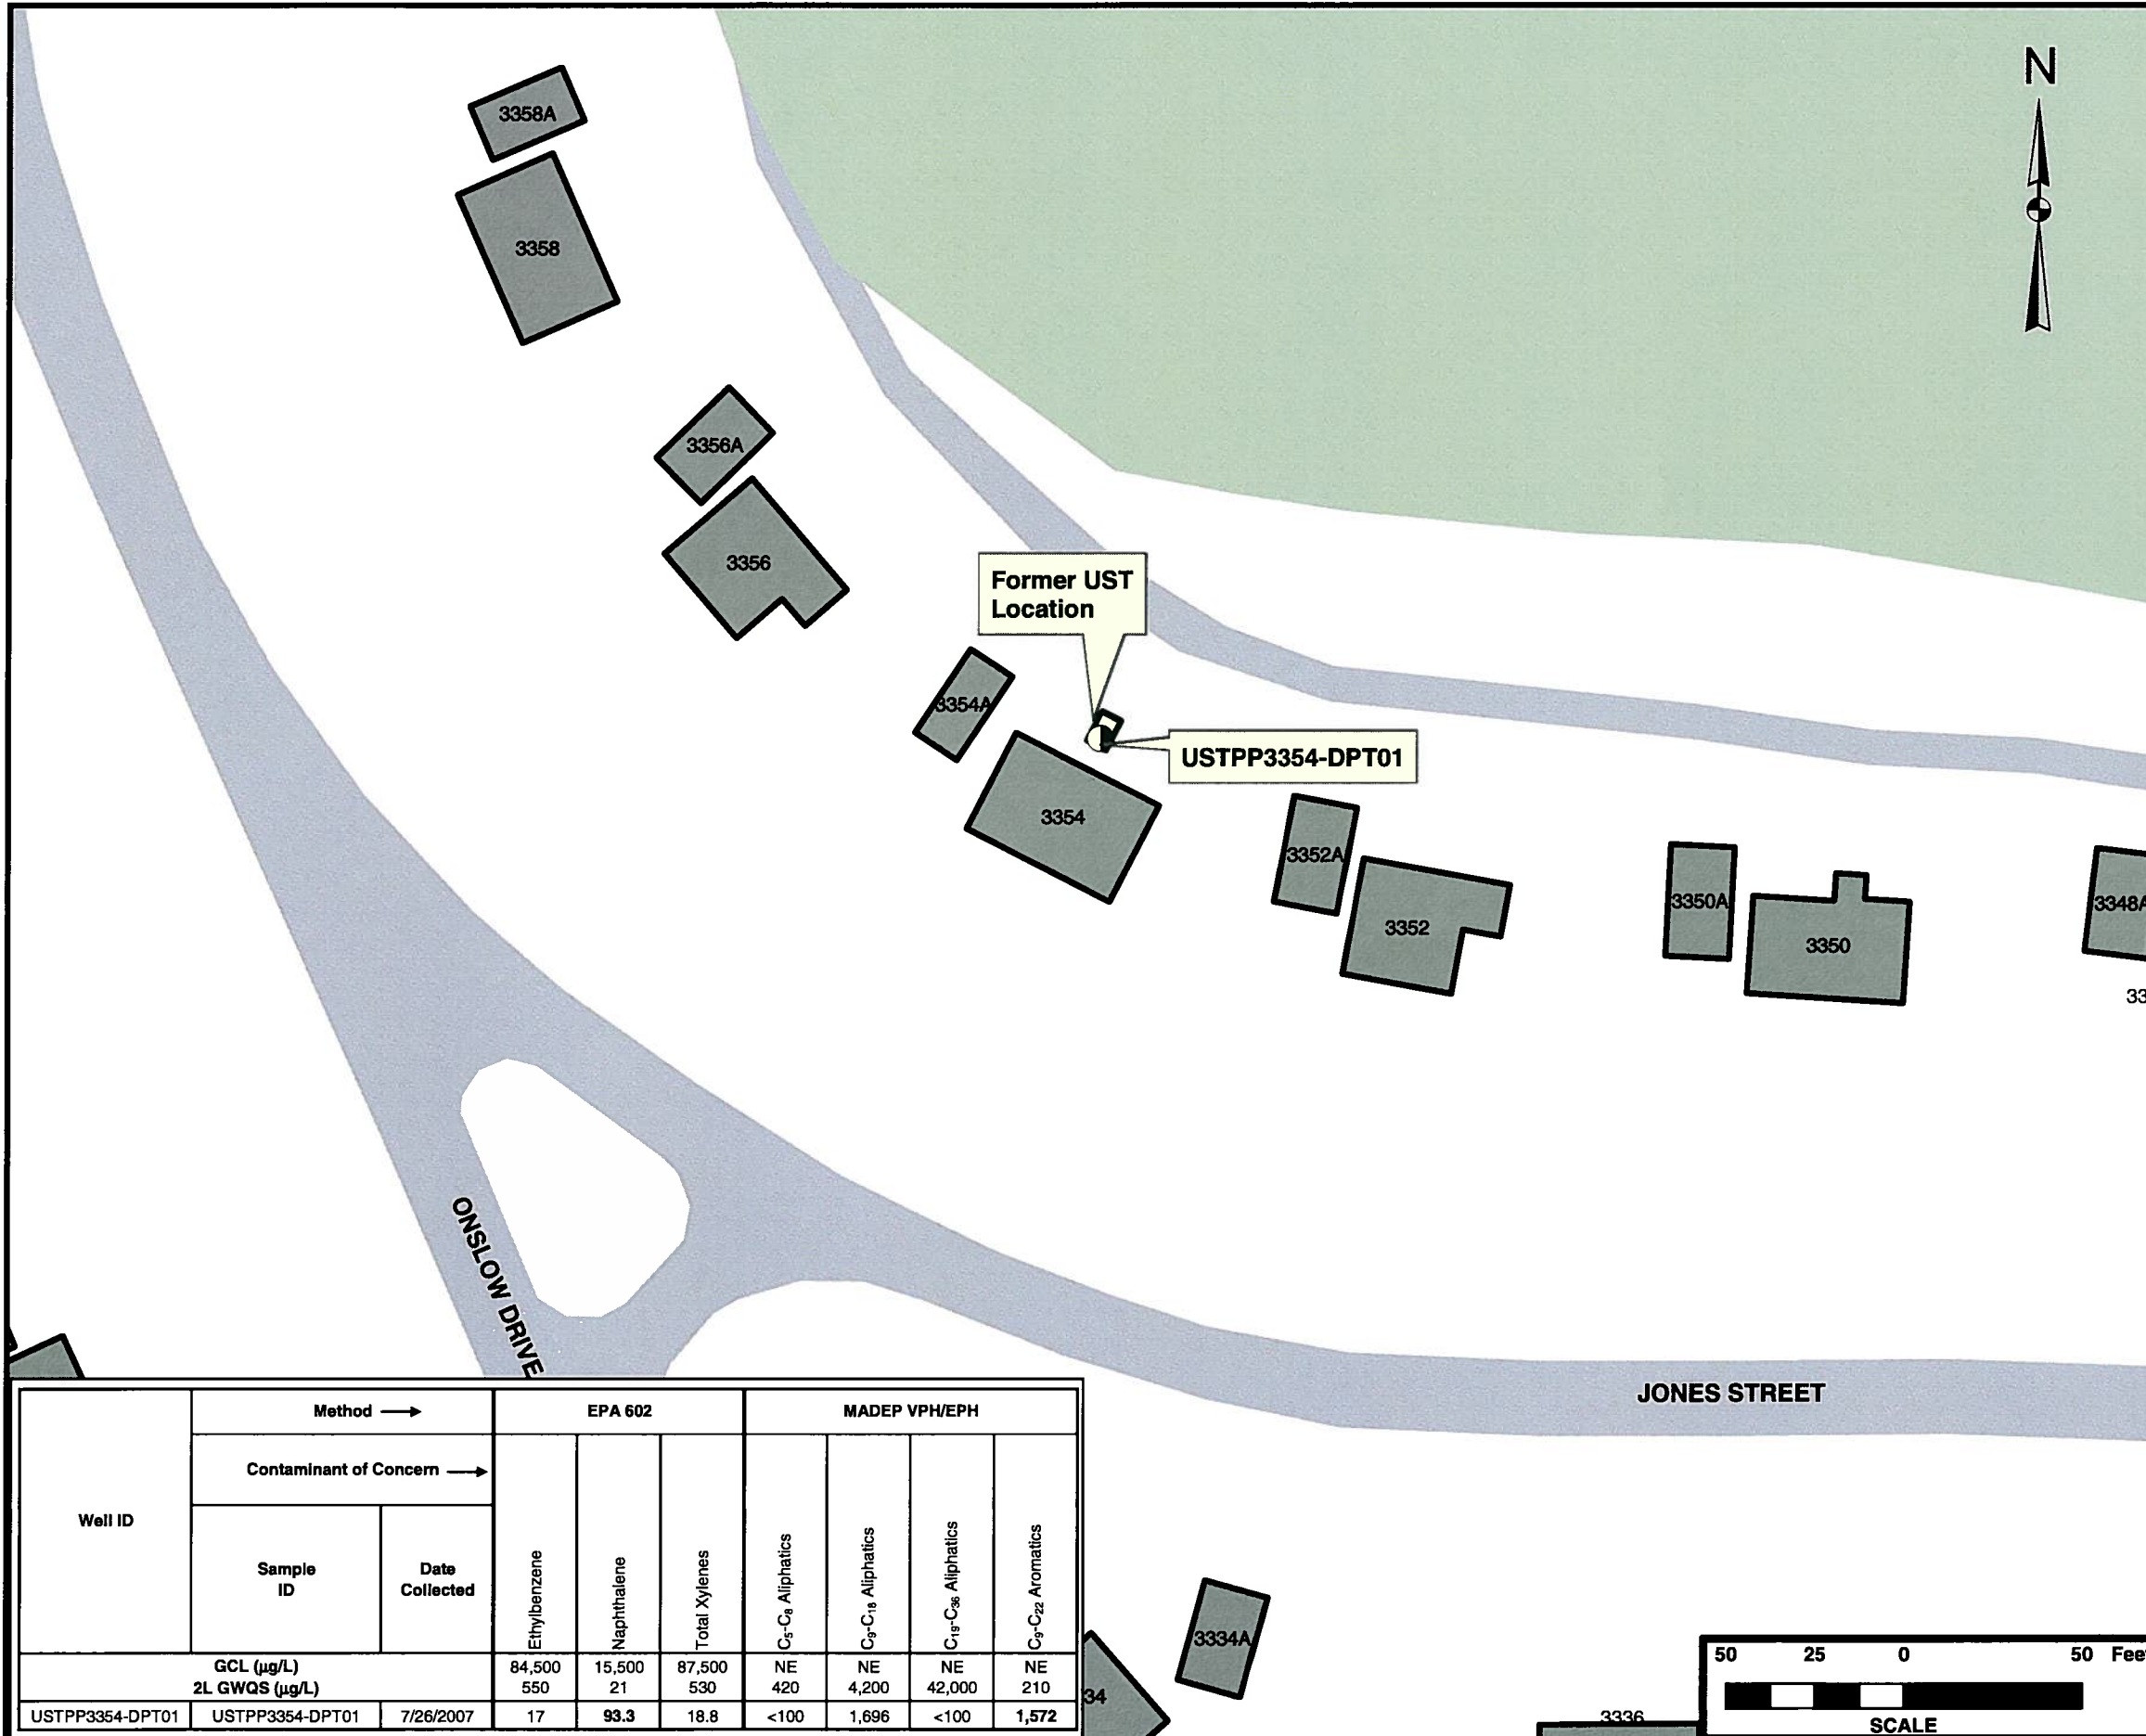 N
3358A
3358
3356A
3356
Former UST
Location
3354A
USTPP3354-DPT01
3354
3352A
3352
3350A
3350
3348A
33
ONSLOW DRIVE
JONES STREET
Well ID
Method →
EPA 602
MADEP VPH/EPH
Contaminant of Concern →
Sample
ID
Date
Collected
Ethylbenzene
Naphthalene
Total Xylenes
C5-C8 Aliphatics
C9-C18 Aliphatics
C19-C36 Aliphatics
C9-C22 Aromatics
GCL (µg/L) 84,500 15,500 87,500 NE NE NE NE
2L GWQS (µg/L) 550 21 530 420 4,200 42,000 210
USTPP3354-DPT01 USTPP3354-DPT01 7/26/2007 17 93.3 18.8 <100 1,696 <100 1,572
34
3334A
3336
50 25 0 50 Feet
SCALE